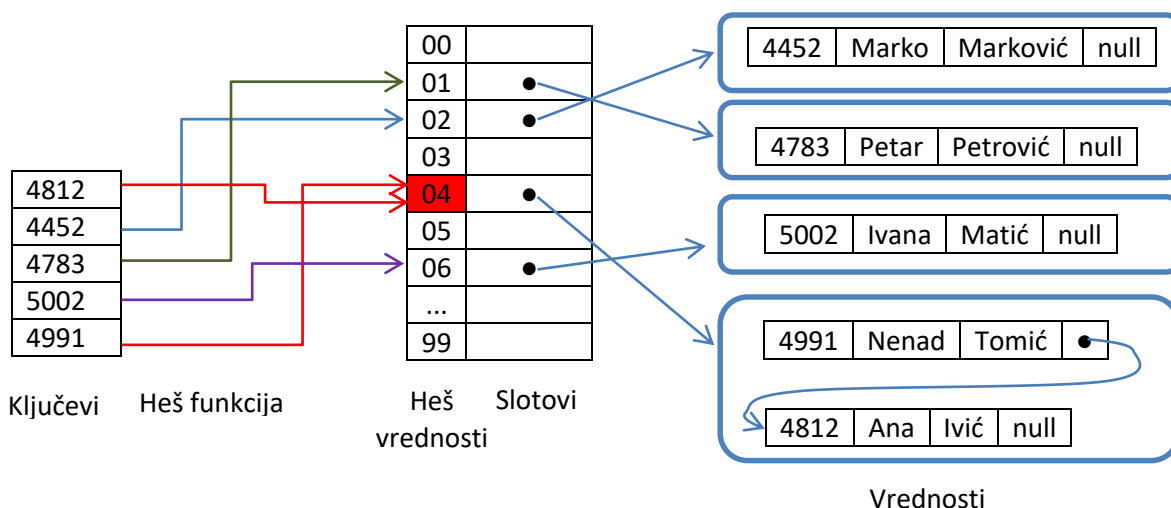 4812
4452
4783
5002
4991
Ključevi
Heš funkcija
00
01
02
03
04
05
06
...
99
Heš
vrednosti
Slotovi
4452 Marko Marković null
4783 Petar Petrović null
5002 Ivana Matić null
4991 Nenad Tomić
4812 Ana Ivić null
Vrednosti